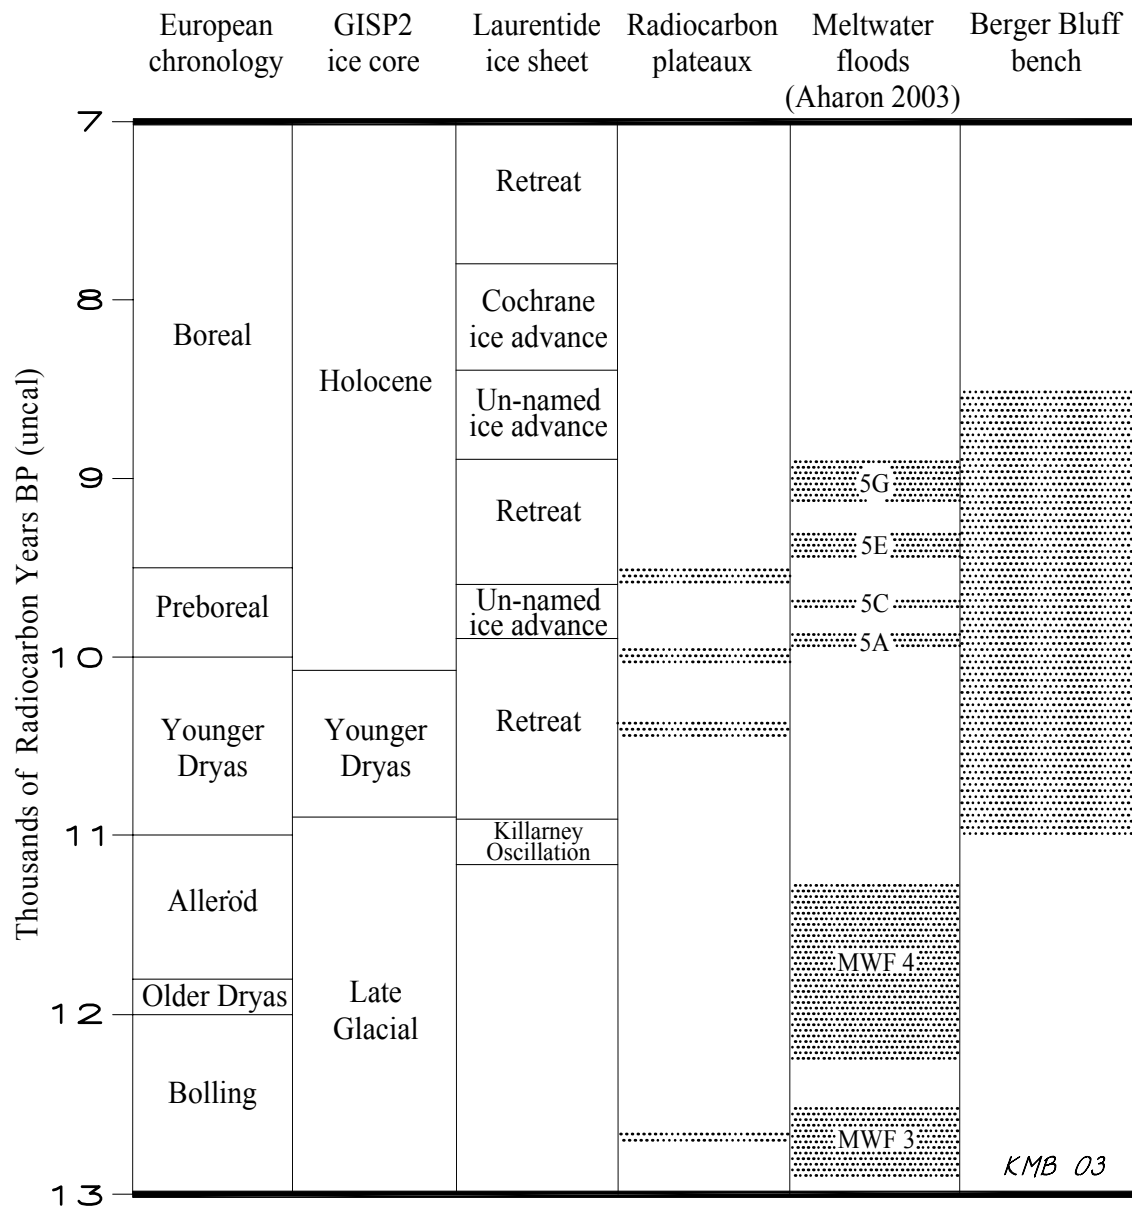 European chronology
GISP2 ice core
Laurentide ice sheet
Radiocarbon plateaux
Meltwater floods (Aharon 2003)
Berger Bluff bench
Thousands of Radiocarbon Years BP (uncal)
7
8
9
10
11
12
13
Boreal
Preboreal
Younger
Dryas
Alleröd
Older Dryas
Bolling
Holocene
Younger
Dryas
Late
Glacial
Retreat
Cochrane
ice advance
Un-named
ice advance
Retreat
Un-named
ice advance
Retreat
Killarney
Oscillation
5G
5E
5C
5A
MWF 4
MWF 3
KMB 03